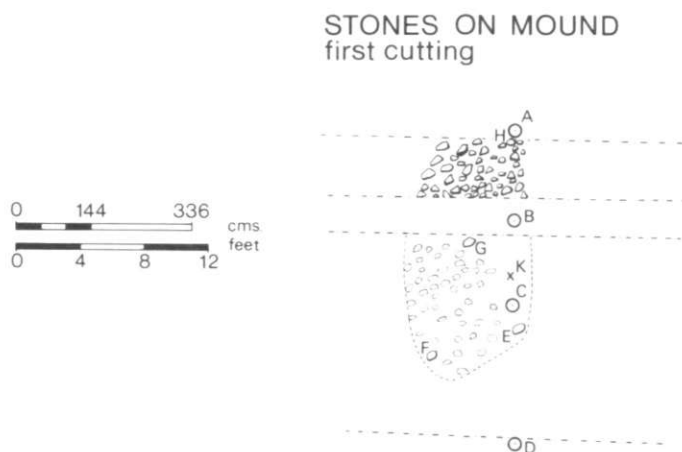 STONES ON MOUND
first cutting
A
H
B
0 144 336
cms.
feet
0 4 8 12
G
K
C
E
F
D